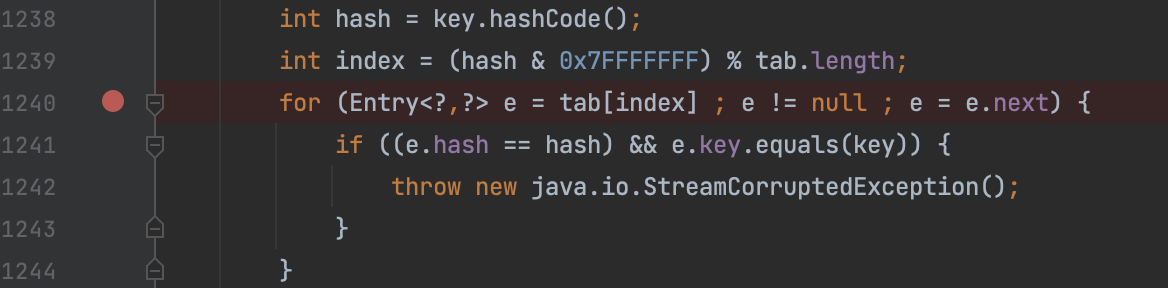 1238 int hash = key.hashCode();
1239 int index = (hash & 0x7FFFFFFF) % tab.length;
1240 for (Entry<?,?> e = tab[index] ; e != null ; e = e.next) {
1241 if ((e.hash == hash) && e.key.equals(key)) {
1242 throw new java.io.StreamCorruptedException();
1243 }
1244 }